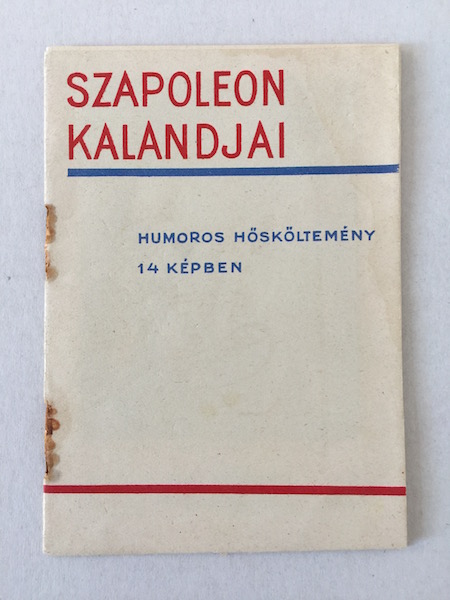 SZAPOLEON
KALANDJAI
HUMOROS HŐSKÖLTEMÉNY
14 KÉPBEN